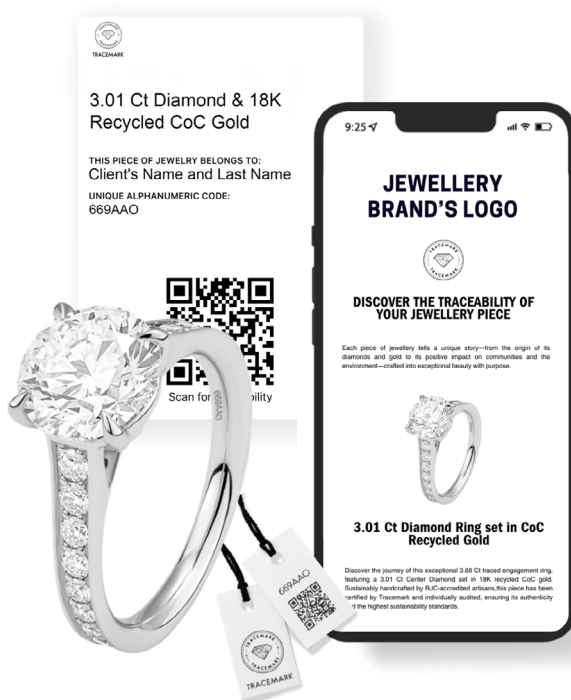 TRACEMARK
3.01 Ct Diamond & 18K
Recycled CoC Gold
THIS PIECE OF JEWELRY BELONGS TO:
Client's Name and Last Name
UNIQUE ALPHANUMERIC CODE:
669AAO
Scan for
669AAO
9:25
JEWELLERY
BRAND'S LOGO
TRACEMARK
TRACEMARK
DISCOVER THE TRACEABILITY OF
YOUR JEWELLERY PIECE
Each piece of jewellery tells a unique story—from the origin of its
diamonds and gold to its positive impact on communities and the
environment—crafted into exceptional beauty with purpose.
3.01 Ct Diamond Ring set in CoC
Recycled Gold
Discover the journey of this exceptional 3.68 Ct traced engagement ring,
featuring a 3.01 Ct Center Diamond set in 18K recycled CoC gold.
Sustainably handcrafted by RJC-accredited artisans,this piece has been
certified by Tracemark and individually audited, ensuring its authenticity
the highest sustainability standards.
669AAO
TRACEMARK
TRACEMARK
TRACEMARK